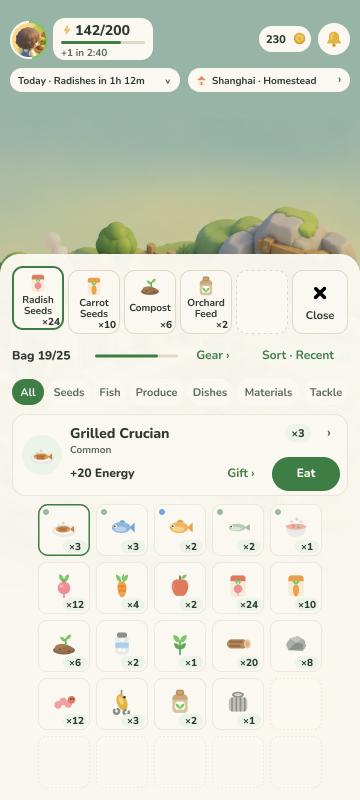 142/200
+1 in 2:40
230
Today · Radishes in 1h 12m
Shanghai · Homestead
Radish Seeds
×24
Carrot Seeds
×10
Compost
×6
Orchard Feed
×2
Close
Bag 19/25
Gear ›
Sort · Recent
All
Seeds
Fish
Produce
Dishes
Materials
Tackle
Grilled Crucian
×3
Common
+20 Energy
Gift ›
Eat
×3
×3
×2
×2
×1
×12
×4
×2
×24
×10
×6
×2
×1
×20
×8
×12
×3
×2
×1